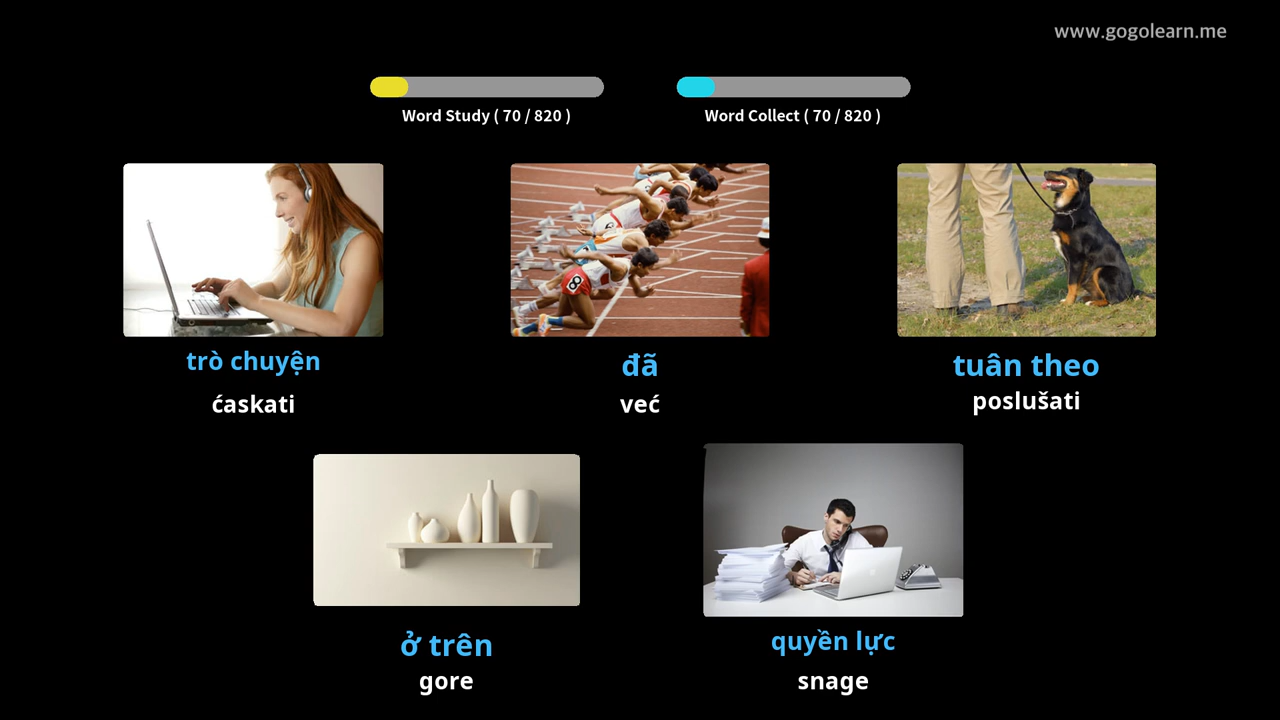 www.gogolearn.me
Word Study ( 70 / 820 )
Word Collect ( 70 / 820 )
trò chuyện
ćaskati
đã
već
tuân theo
poslušati
ở trên
gore
quyền lực
snage